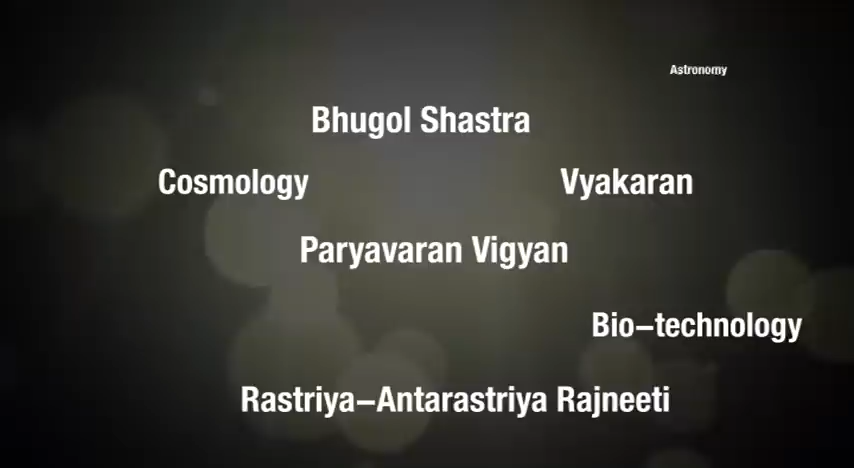 Astronomy
Bhugol Shastra
Cosmology
Vyakaran
Paryavaran Vigyan
Bio-technology
Rastriya-Antarastriya Rajneeti